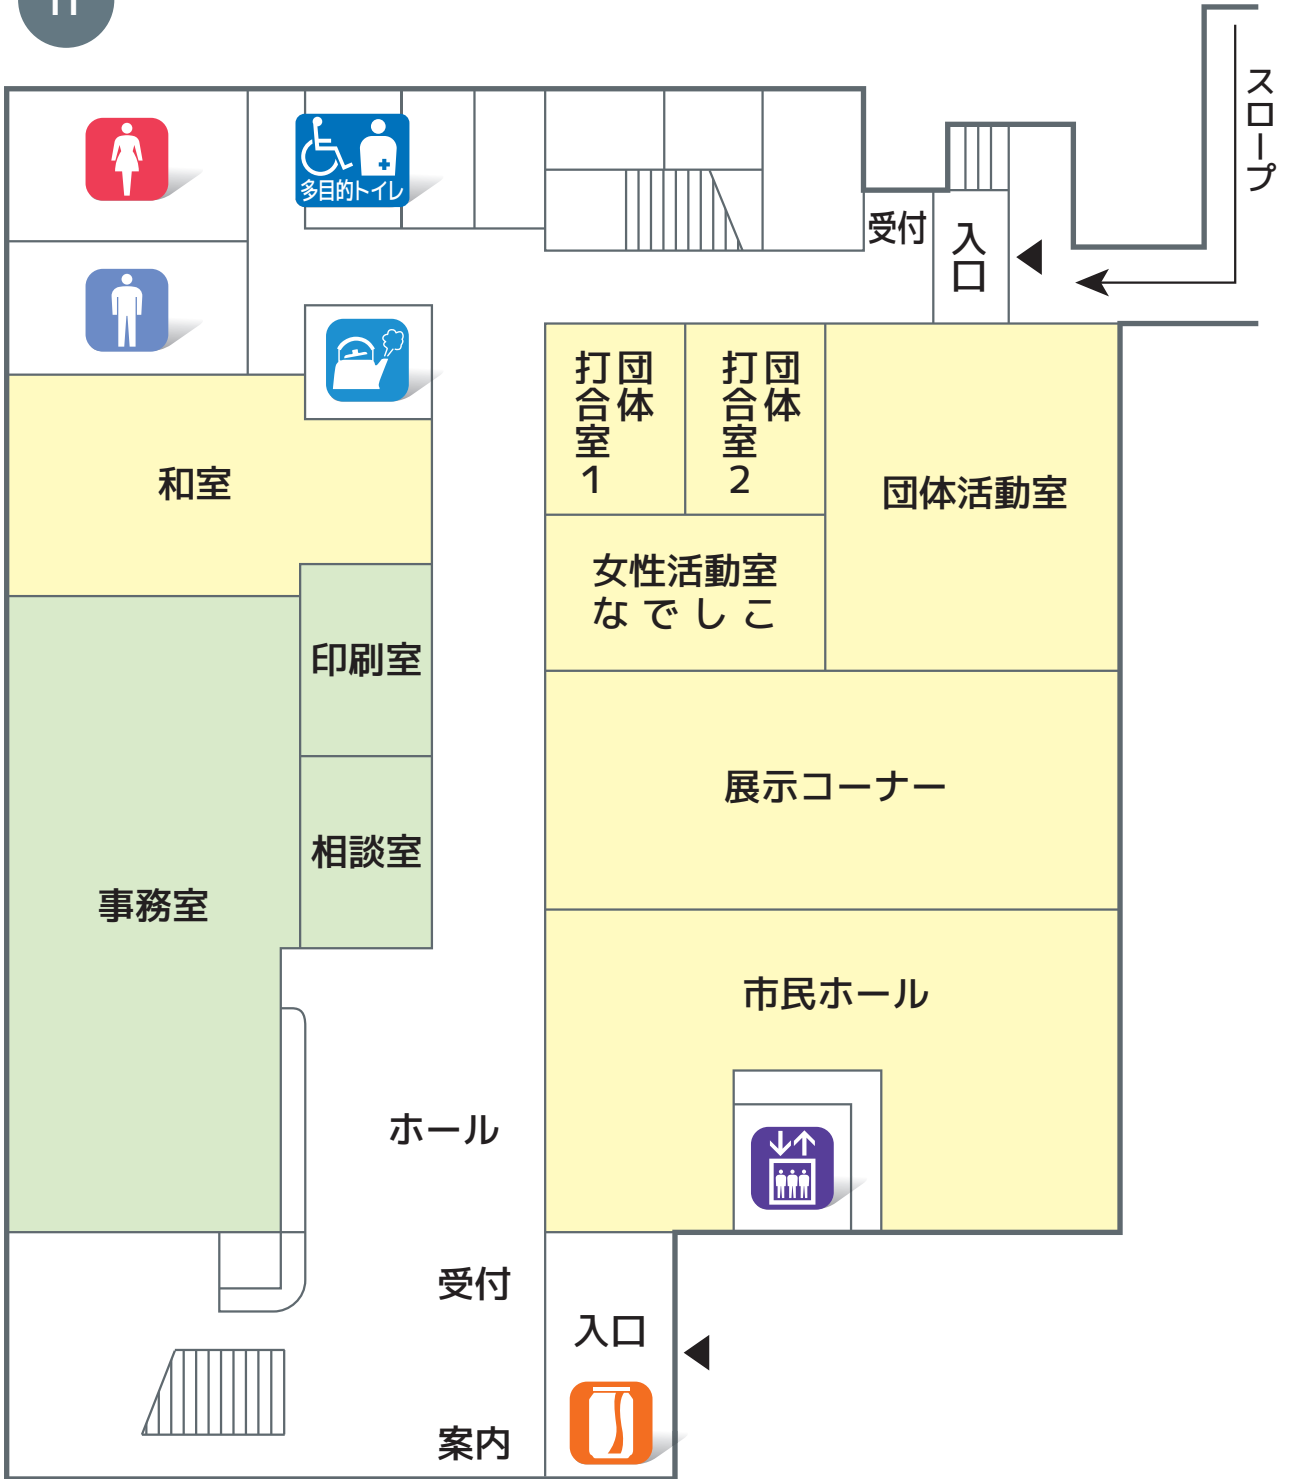 スロープ
多目的トイレ
受付
入口
団体
打合室1
団体
打合室2
団体活動室
和室
女性活動室
なでしこ
印刷室
展示コーナー
相談室
事務室
市民ホール
ホール
受付
入口
案内